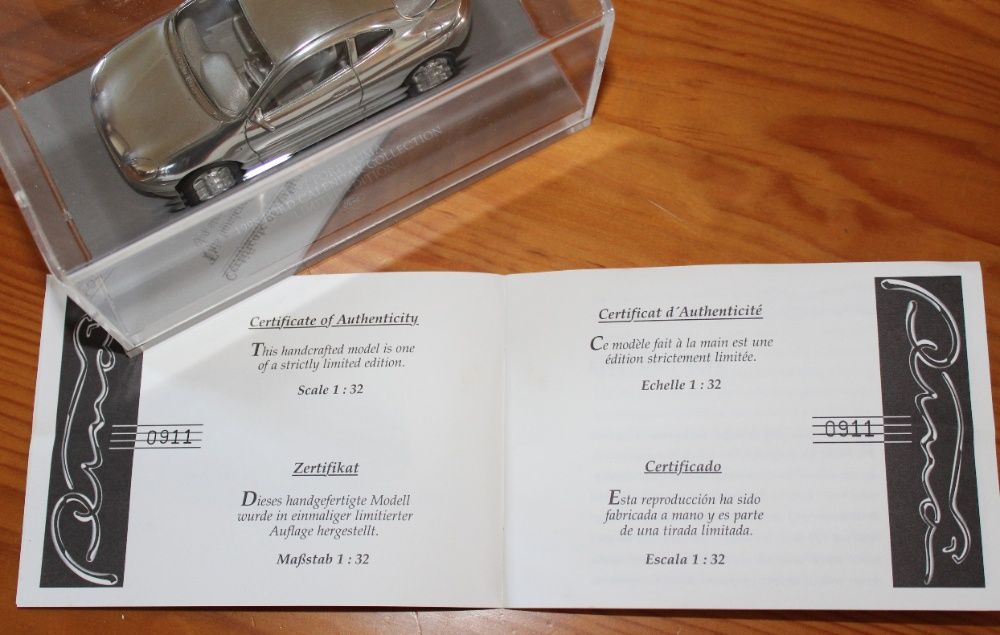 COLLECTION
Certificate of Authenticity
This handcrafted model is one
of a strictly limited edition.
Scale 1 : 32
0911
Zertifikat
Dieses handgefertigte Modell
wurde in einmaliger limitierter
Auflage hergestellt.
Maßstab 1 : 32
Certificat d´Authenticité
Ce modèle fait à la main est une
édition strictement limitée.
Echelle 1 : 32
0911
Certificado
Esta reproducción ha sido
fabricada a mano y es parte
de una tirada limitada.
Escala 1 : 32